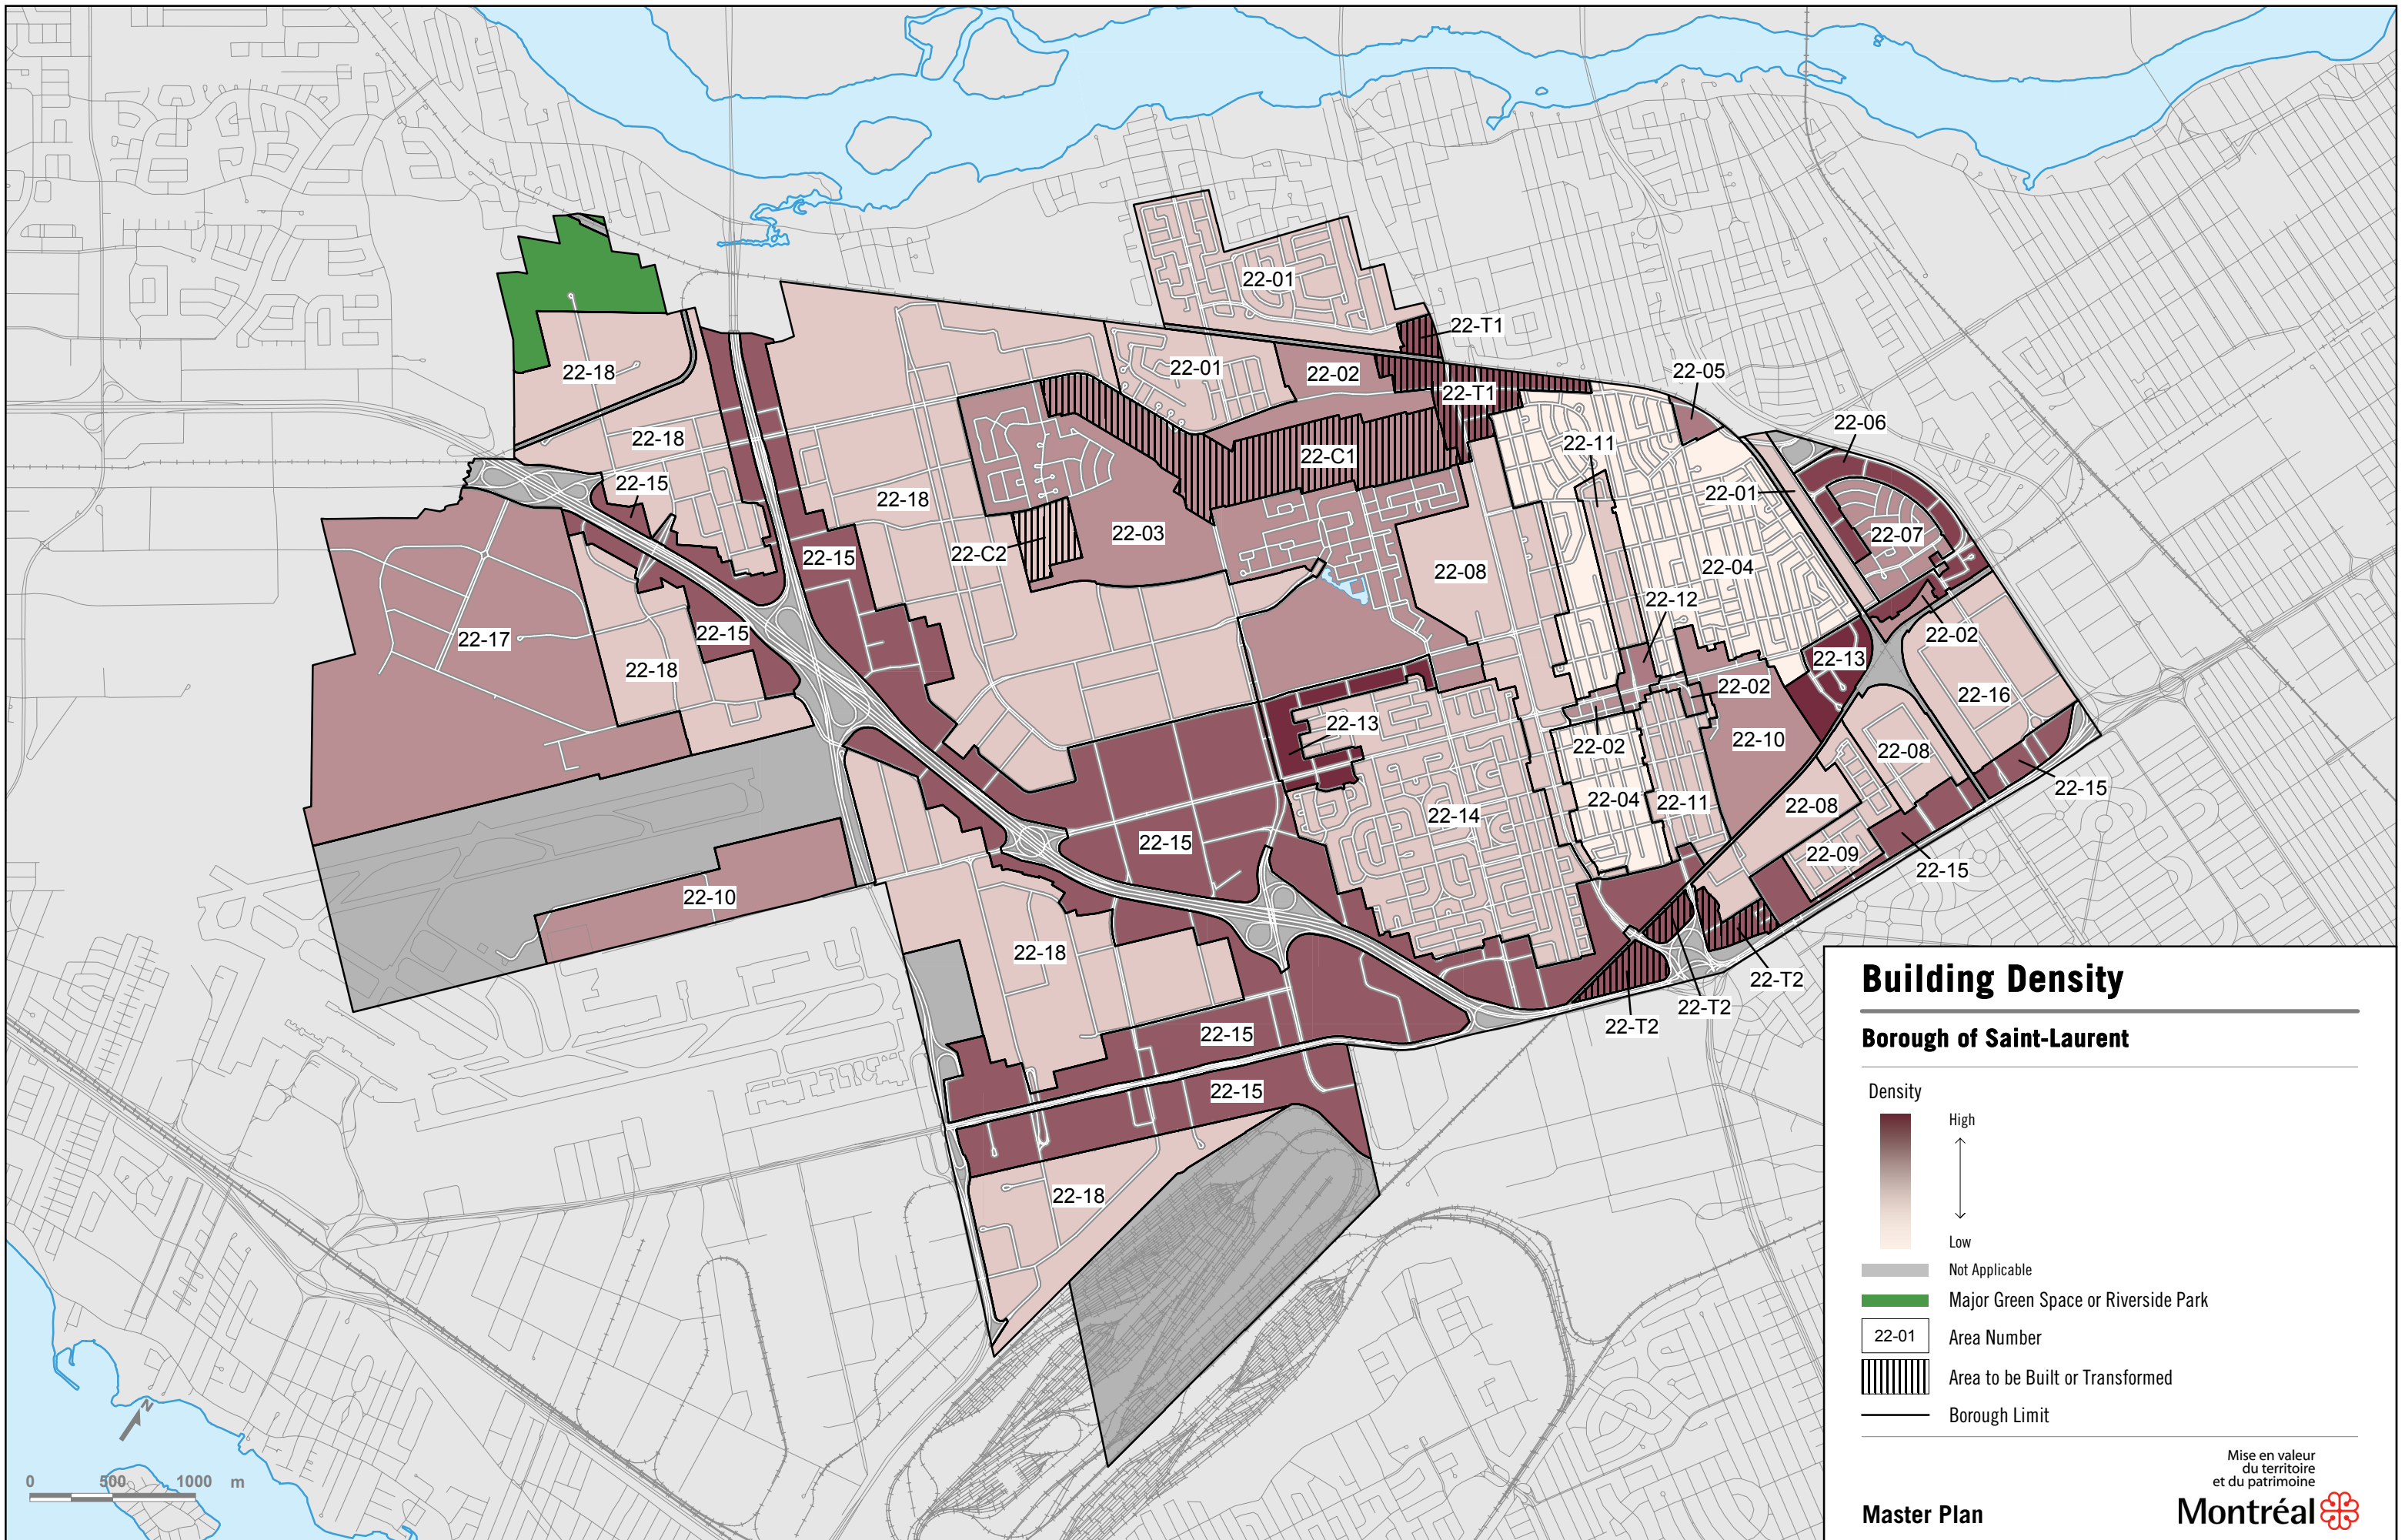 22-01
22-T1
22-01
22-02
22-05
22-18
22-T1
22-06
22-18
22-11
22-C1
22-15
22-01
22-18
22-07
22-03
22-C2
22-15
22-08
22-04
22-12
22-15
22-17
22-02
22-13
22-18
22-02
22-16
22-13
22-10
22-02
22-08
22-15
22-04
22-11
22-08
22-14
22-15
22-09
22-15
22-10
22-18
22-T2
22-T2
22-T2
22-15
22-15
22-18
N
0 500 1000 m
Building Density
Borough of Saint-Laurent
Density
High
Low
Not Applicable
Major Green Space or Riverside Park
22-01 Area Number
Area to be Built or Transformed
Borough Limit
Mise en valeur
du territoire
et du patrimoine
Master Plan
Montréal